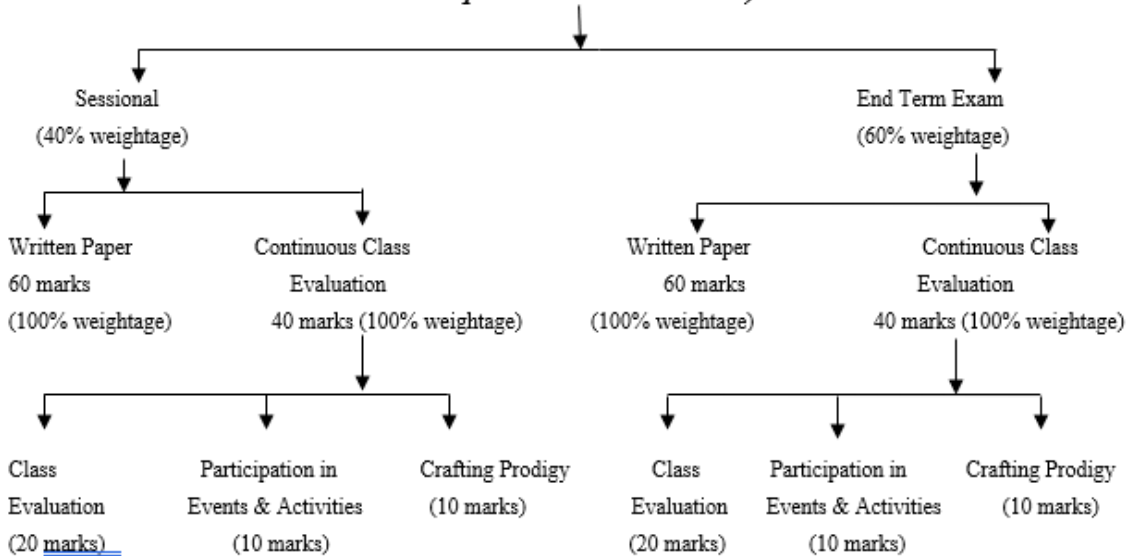 Sessional
(40% weightage)
End Term Exam
(60% weightage)
Written Paper
60 marks
(100% weightage)
Continuous Class
Evaluation
40 marks (100% weightage)
Written Paper
60 marks
(100% weightage)
Continuous Class
Evaluation
40 marks (100% weightage)
Class
Evaluation
(20 marks)
Participation in
Events & Activities
(10 marks)
Crafting Prodigy
(10 marks)
Class
Evaluation
(20 marks)
Participation in
Events & Activities
(10 marks)
Crafting Prodigy
(10 marks)